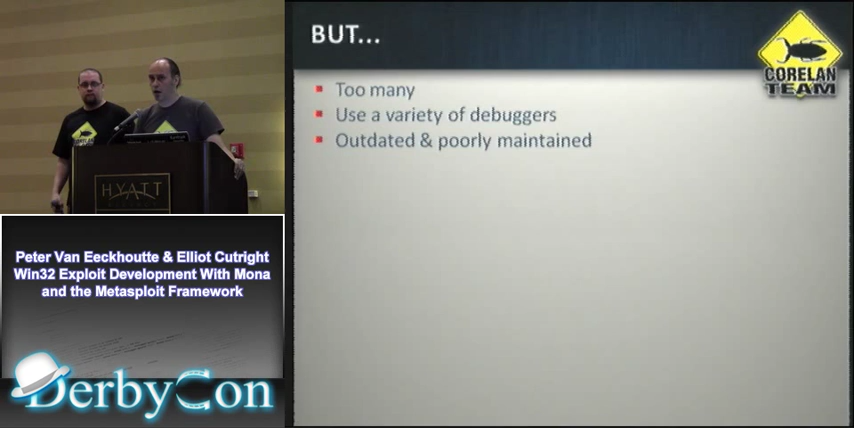 BUT...
CORELAN
TEAM
Too many
Use a variety of debuggers
Outdated & poorly maintained
CORELAN
HYATT
Peter Van Eeckhoutte & Elliot Cutright
Win32 Exploit Development With Mona
and the Metasploit Framework
DerbyCon